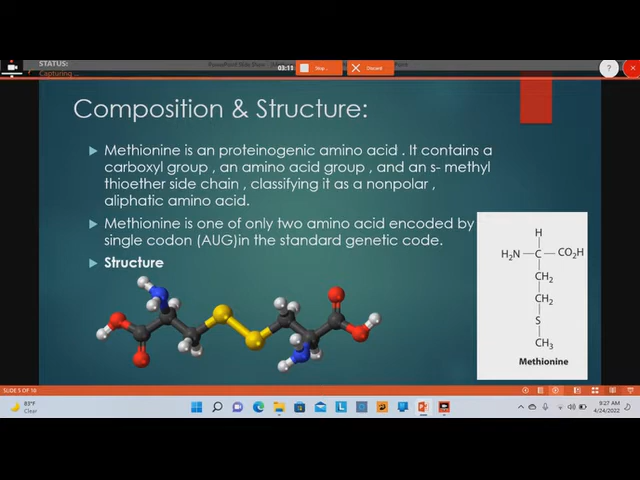 STATUS:
Capturing ...
03:11
Stop ...
Discard
Composition & Structure:
Methionine is an proteinogenic amino acid . It contains a
carboxyl group , an amino acid group , and an s- methyl
thioether side chain , classifying it as a nonpolar ,
aliphatic amino acid.
Methionine is one of only two amino acid encoded by
single codon (AUG)in the standard genetic code.
Structure
H
H₂N — C — CO₂H
CH₂
CH₂
S
CH₃
Methionine
SLIDE 5 OF 18
83°F
Clear
9:27 AM
4/24/2022